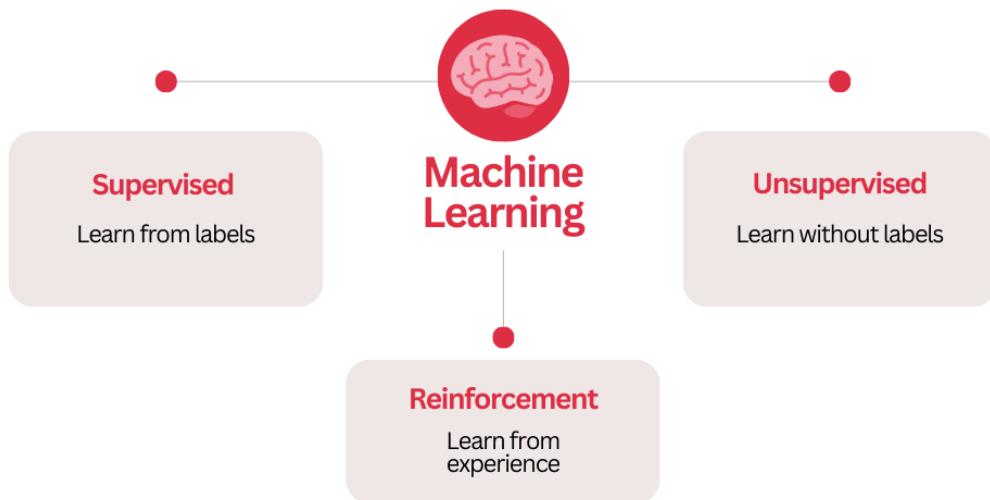 Machine
Learning
Supervised
Learn from labels
Unsupervised
Learn without labels
Reinforcement
Learn from
experience